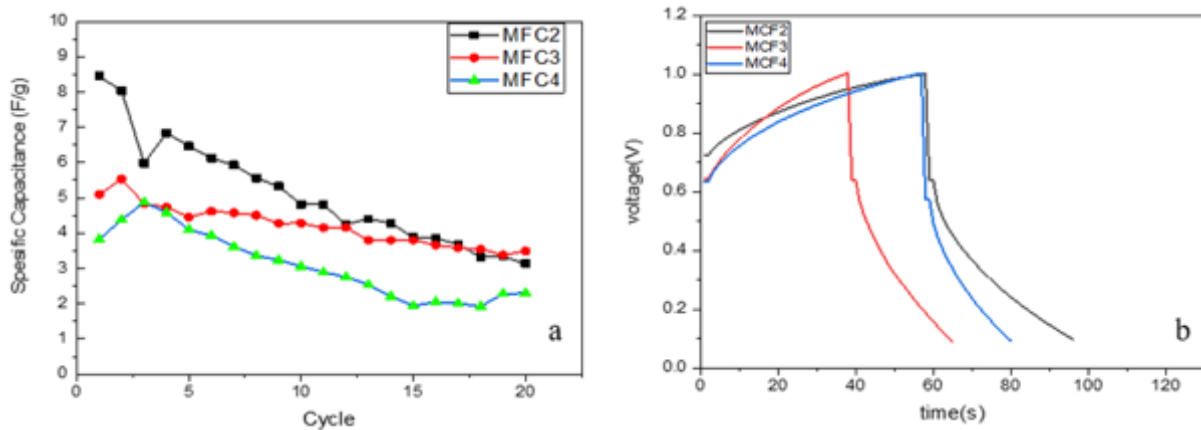 10
9
8
7
6
5
4
3
2
1
0
0
5
10
15
20
Spesific Capacitance (F/g)
Cycle
MFC2
MFC3
MFC4
a
1.2
1.0
0.8
0.6
0.4
0.2
0.0
0
20
40
60
80
100
120
voltage(V)
time(s)
MCF2
MCF3
MCF4
b